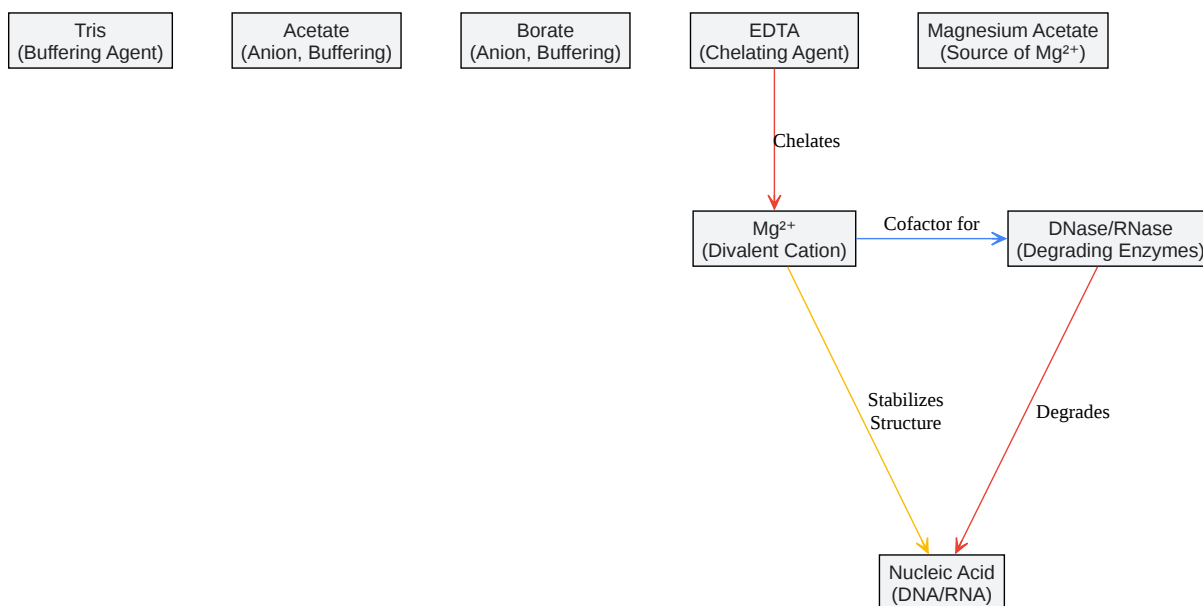 Tris
(Buffering Agent)
Acetate
(Anion, Buffering)
Borate
(Anion, Buffering)
EDTA
(Chelating Agent)
Magnesium Acetate
(Source of Mg²⁺)
Chelates
Mg²⁺
(Divalent Cation)
Cofactor for
DNase/RNase
(Degrading Enzymes)
Stabilizes
Structure
Degrades
Nucleic Acid
(DNA/RNA)